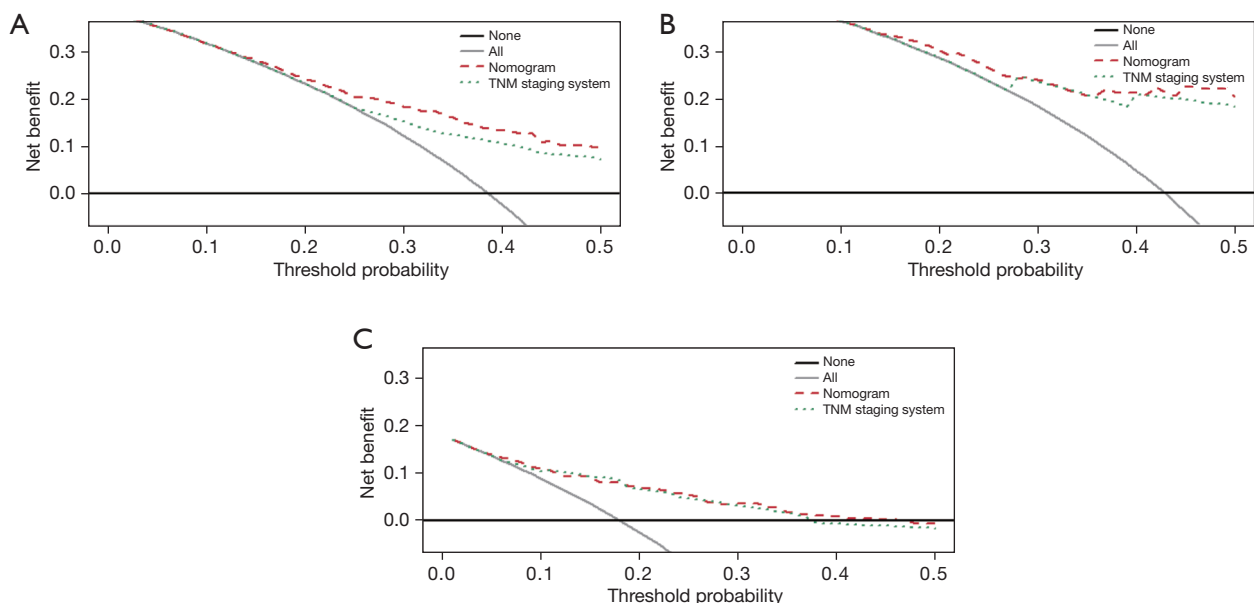 A
Net benefit
0.3
0.2
0.1
0.0
None
All
Nomogram
TNM staging system
0.0 0.1 0.2 0.3 0.4 0.5
Threshold probability
B
Net benefit
0.3
0.2
0.1
0.0
None
All
Nomogram
TNM staging system
0.0 0.1 0.2 0.3 0.4 0.5
Threshold probability
C
Net benefit
0.3
0.2
0.1
0.0
None
All
Nomogram
TNM staging system
0.0 0.1 0.2 0.3 0.4 0.5
Threshold probability